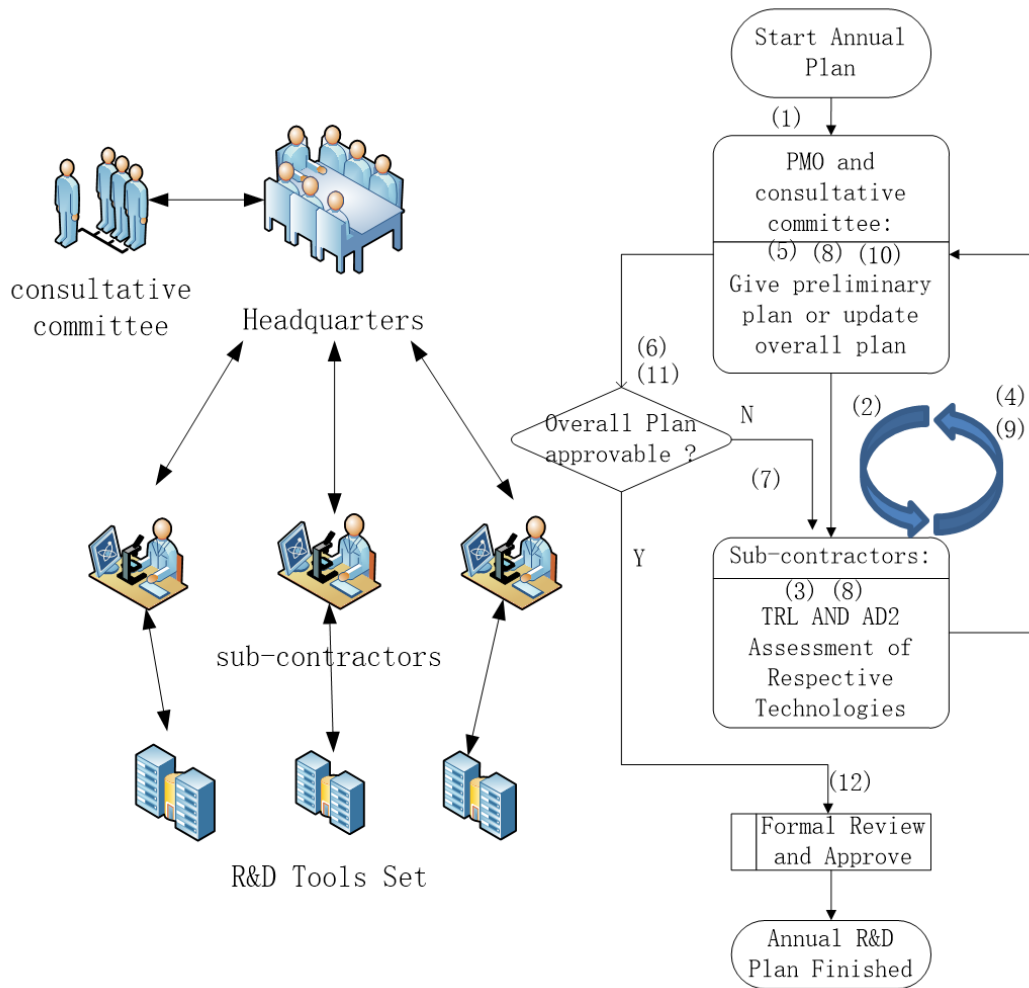 consultative
committee
Headquarters
sub-contractors
R&D Tools Set
Start Annual
Plan
(1)
PMO and
consultative
committee:
(5) (8) (10)
Give preliminary
plan or update
overall plan
(6)
(11)
Overall Plan
approvable ?
N
(7)
Y
(2)
(4)
(9)
Sub-contractors:
(3) (8)
TRL AND AD2
Assessment of
Respective
Technologies
(12)
Formal Review
and Approve
Annual R&D
Plan Finished